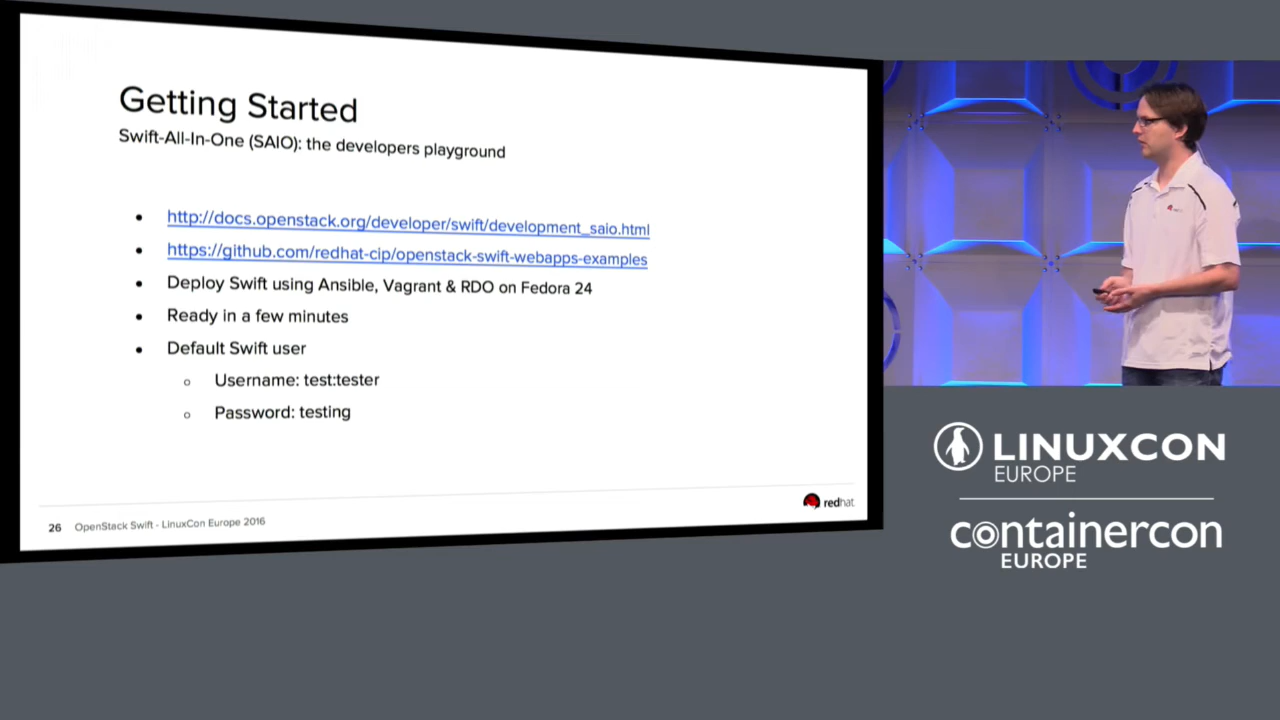 Getting Started
Swift-All-In-One (SAIO): the developers playground
http://docs.openstack.org/developer/swift/development_saio.html
https://github.com/redhat-cip/openstack-swift-webapps-examples
Deploy Swift using Ansible, Vagrant & RDO on Fedora 24
Ready in a few minutes
Default Swift user
Username: test:tester
Password: testing
26 OpenStack Swift - LinuxCon Europe 2016
redhat
LINUXCON
EUROPE
containercon
EUROPE